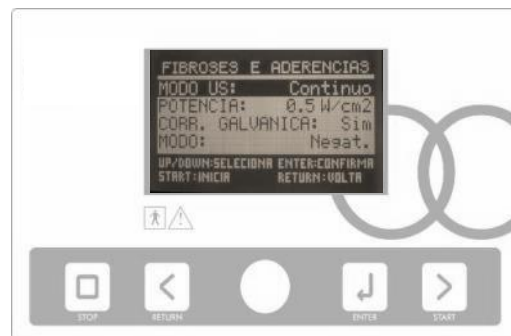 FIBROSES E ADERENCIAS
MODO US: Continuo
POTENCIA: 0.5 W/cm2
CORR. GALVANICA: Sim
MODO: Negat.
UP/DOWN:SELECIONA ENTER:CONFIRMA
START:INICIA RETURN:VOLTA
STOP
RETURN
ENTER
START